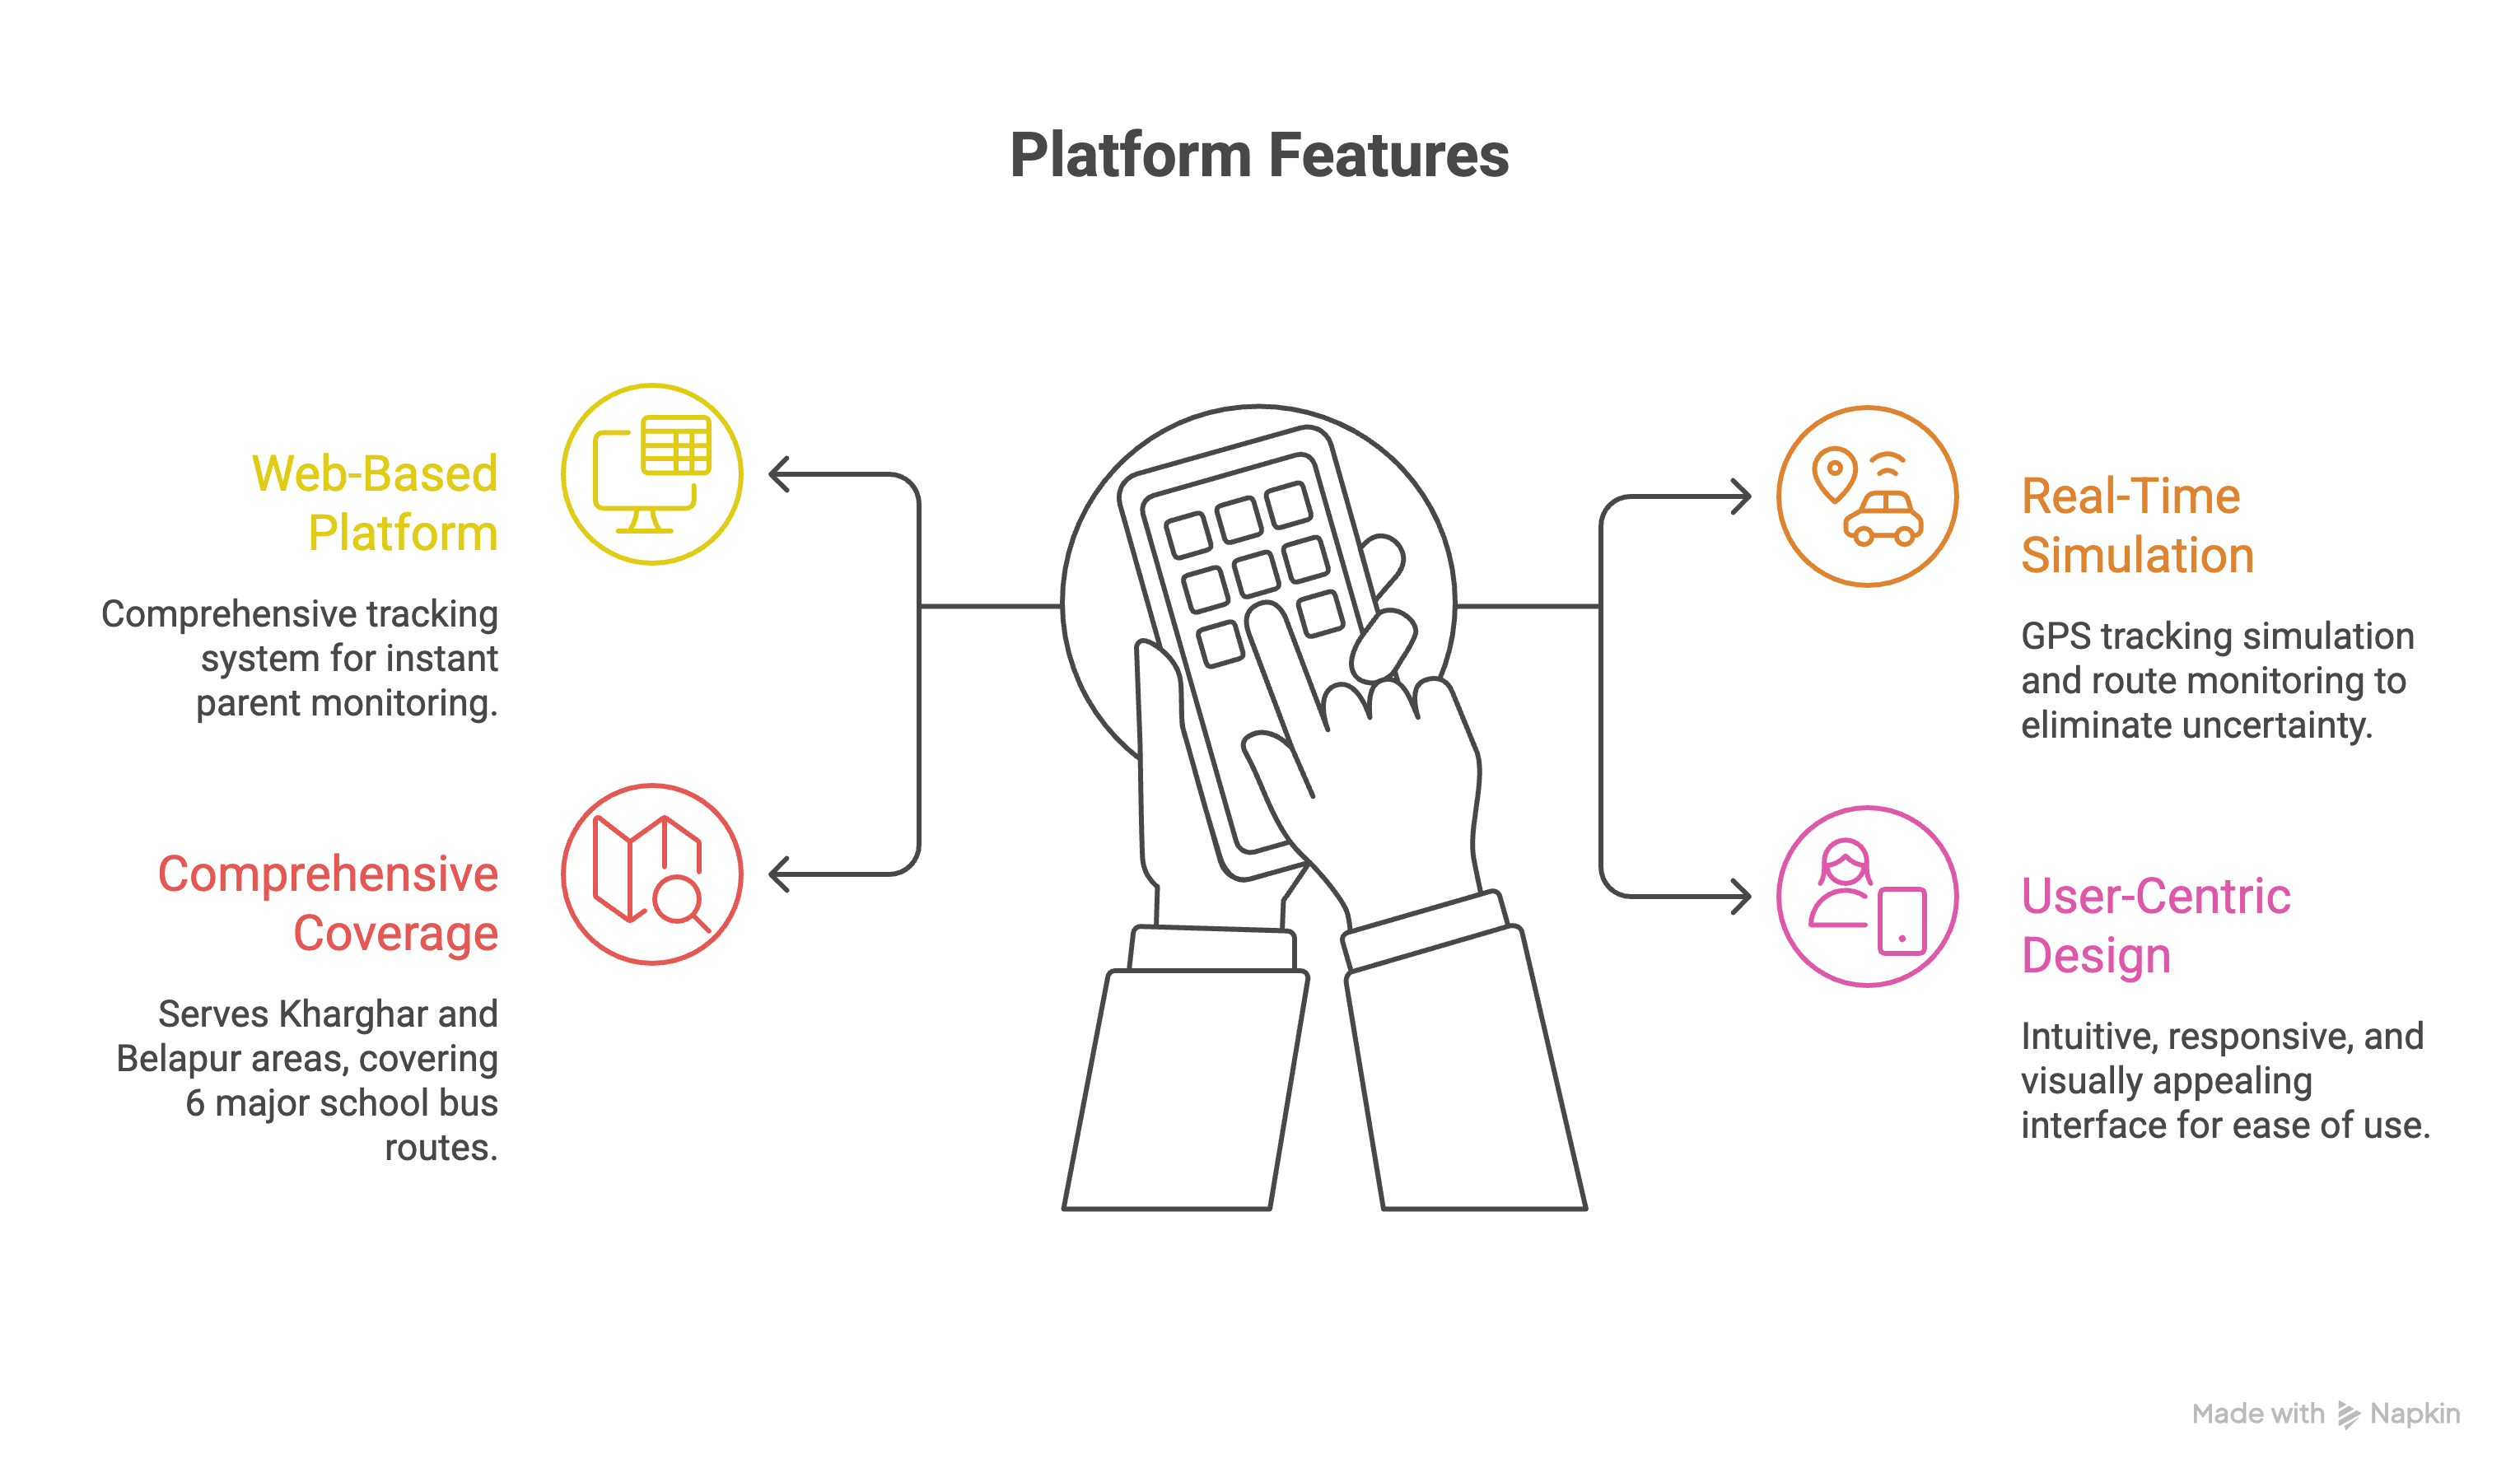 Platform Features
Web-Based
Platform
Comprehensive tracking
system for instant
parent monitoring.
Comprehensive
Coverage
Serves Kharghar and
Belapur areas, covering
6 major school bus
routes.
Real-Time
Simulation
GPS tracking simulation
and route monitoring to
eliminate uncertainty.
User-Centric
Design
Intuitive, responsive, and
visually appealing
interface for ease of use.
Made with Napkin